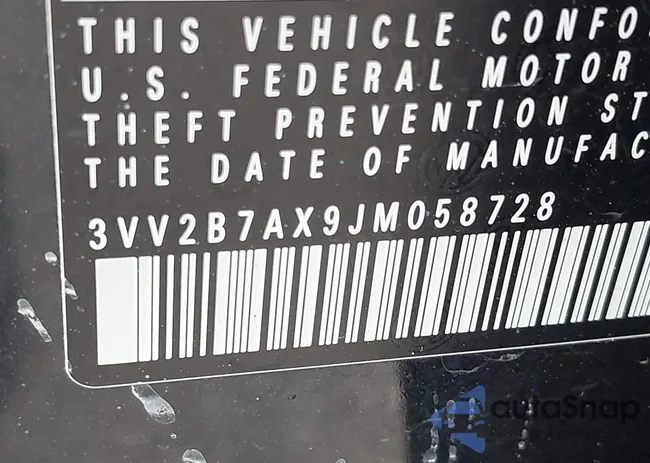 THIS VEHICLE CONFO
U.S. FEDERAL MOTOR
THEFT PREVENTION ST
THE DATE OF MANUFAC
3VV2B7AX9JM058728
autoSnap